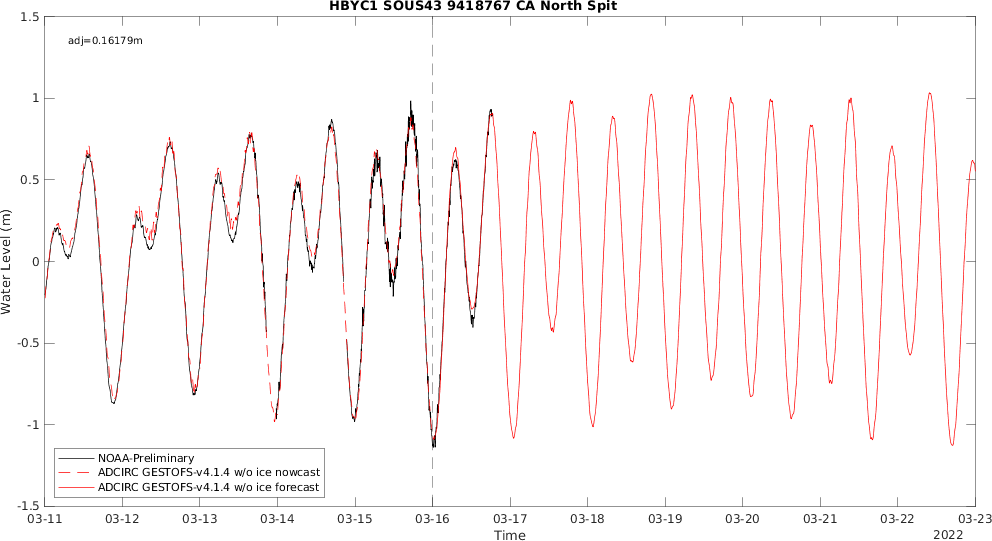 HBYC1 SOUS43 9418767 CA North Spit
adj=0.16179m
1.5
1
0.5
0
-0.5
-1
-1.5
Water Level (m)
NOAA-Preliminary
ADCIRC GESTOFS-v4.1.4 w/o ice nowcast
ADCIRC GESTOFS-v4.1.4 w/o ice forecast
03-11 03-12 03-13 03-14 03-15 03-16 03-17 03-18 03-19 03-20 03-21 03-22 03-23
Time
2022